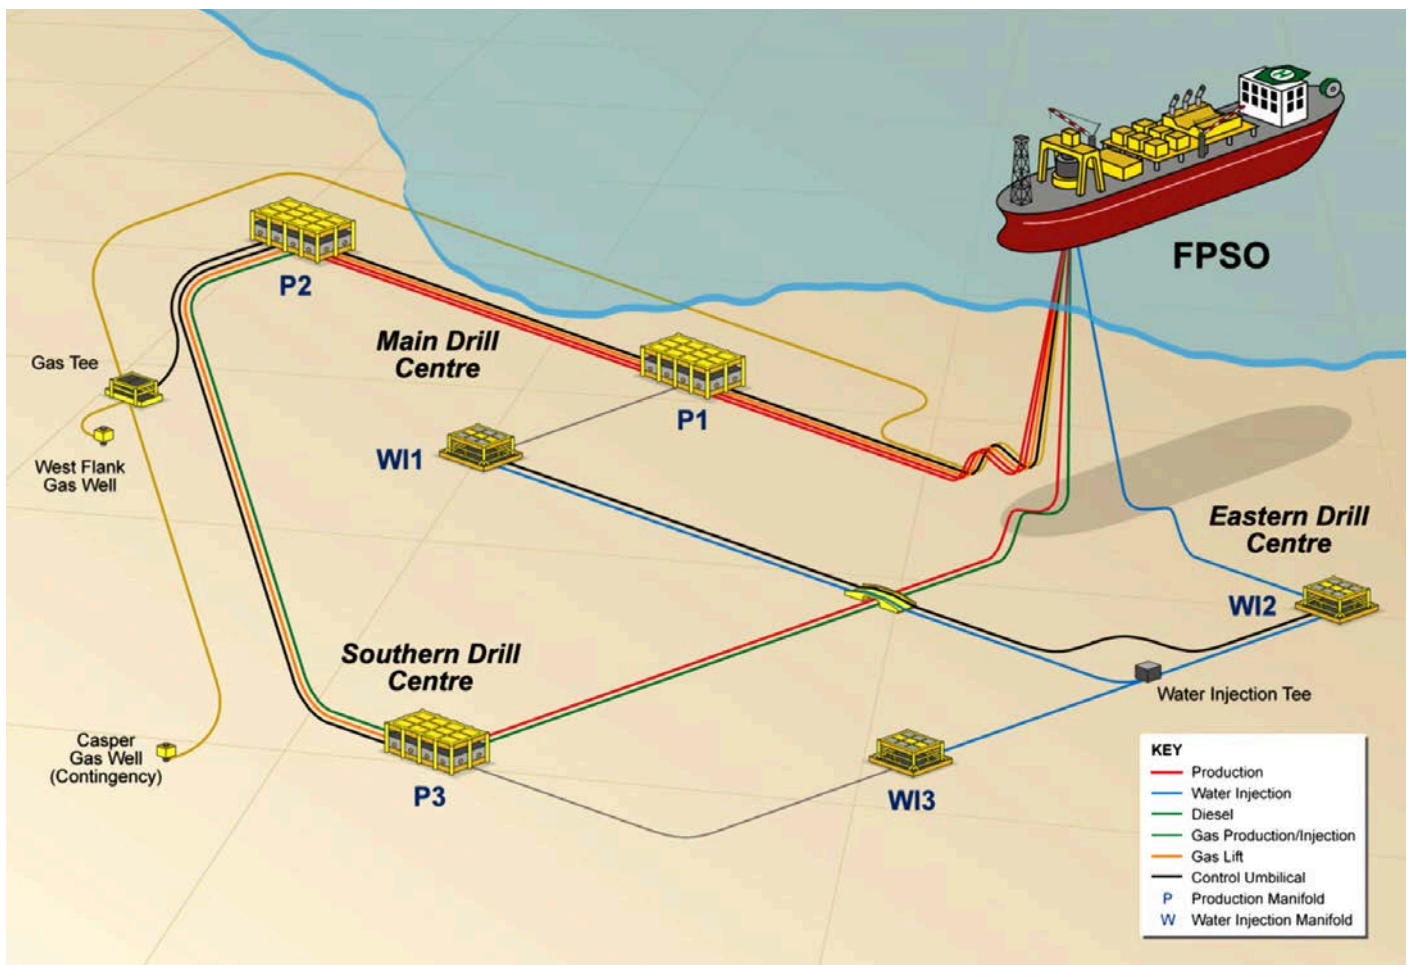 H
FPSO
P2
Main Drill
Centre
Gas Tee
P1
WI1
West Flank
Gas Well
Eastern Drill
Centre
WI2
Southern Drill
Centre
Water Injection Tee
Casper
Gas Well
(Contingency)
P3
WI3
KEY
Production
Water Injection
Diesel
Gas Production/Injection
Gas Lift
Control Umbilical
P Production Manifold
W Water Injection Manifold